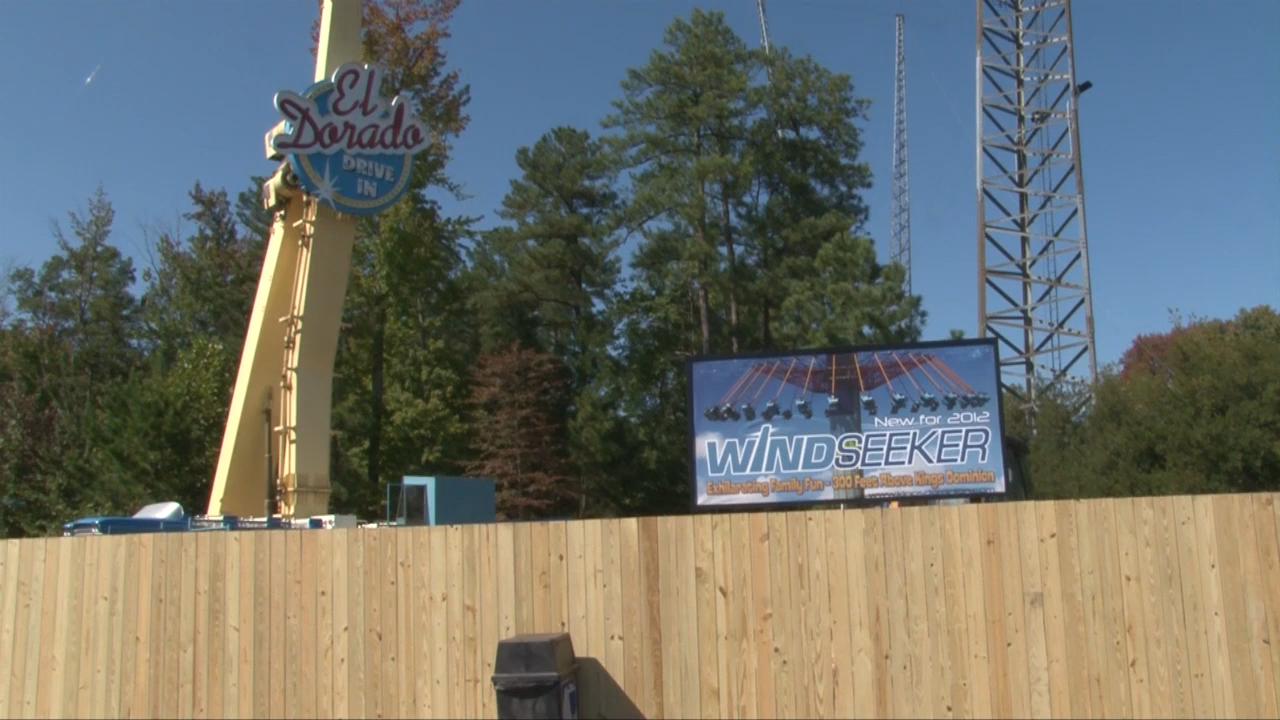 El
Dorado
DRIVE
IN
New for 2012
WINDSEEKER
Exhilarating Family Fun - 300 Feet Above Kings Dominion